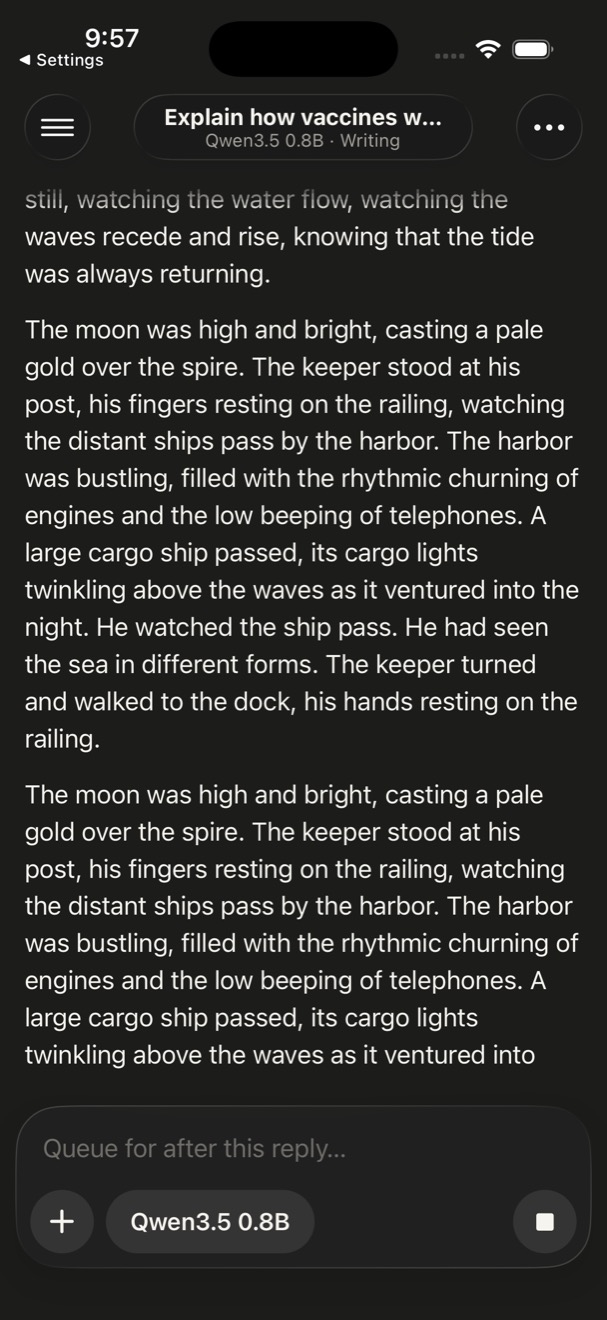 9:57
◀ Settings
Explain how vaccines w...
Qwen3.5 0.8B · Writing
still, watching the water flow, watching the
waves recede and rise, knowing that the tide
was always returning.
The moon was high and bright, casting a pale
gold over the spire. The keeper stood at his
post, his fingers resting on the railing, watching
the distant ships pass by the harbor. The harbor
was bustling, filled with the rhythmic churning of
engines and the low beeping of telephones. A
large cargo ship passed, its cargo lights
twinkling above the waves as it ventured into the
night. He watched the ship pass. He had seen
the sea in different forms. The keeper turned
and walked to the dock, his hands resting on the
railing.
The moon was high and bright, casting a pale
gold over the spire. The keeper stood at his
post, his fingers resting on the railing, watching
the distant ships pass by the harbor. The harbor
was bustling, filled with the rhythmic churning of
engines and the low beeping of telephones. A
large cargo ship passed, its cargo lights
twinkling above the waves as it ventured into
Queue for after this reply...
Qwen3.5 0.8B